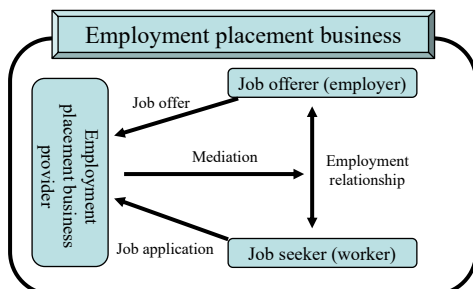 Employment placement business
Job offerer (employer)
Job offer
Employment
placement business
provider
Mediation
Employment
relationship
Job application
Job seeker (worker)